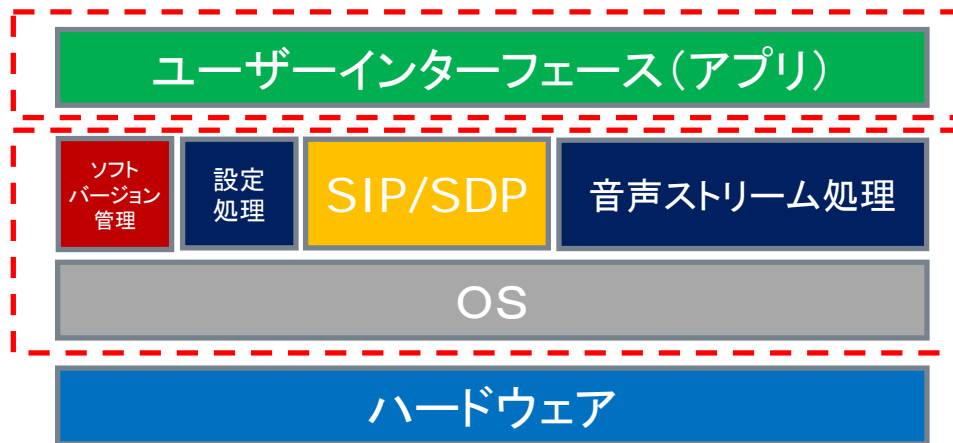 ユーザーインターフェース(アプリ)
ソフト
バージョン
管理
設定
処理
SIP/SDP
音声ストリーム処理
OS
ハードウェア